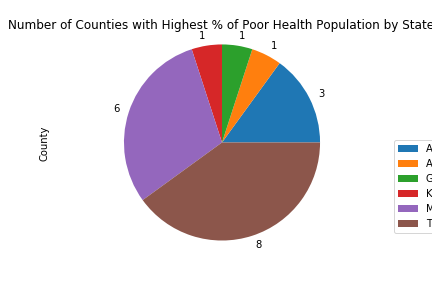 Number of Counties with Highest % of Poor Health Population by State
1
1
1
3
6
8
County
A
A
G
K
M
T